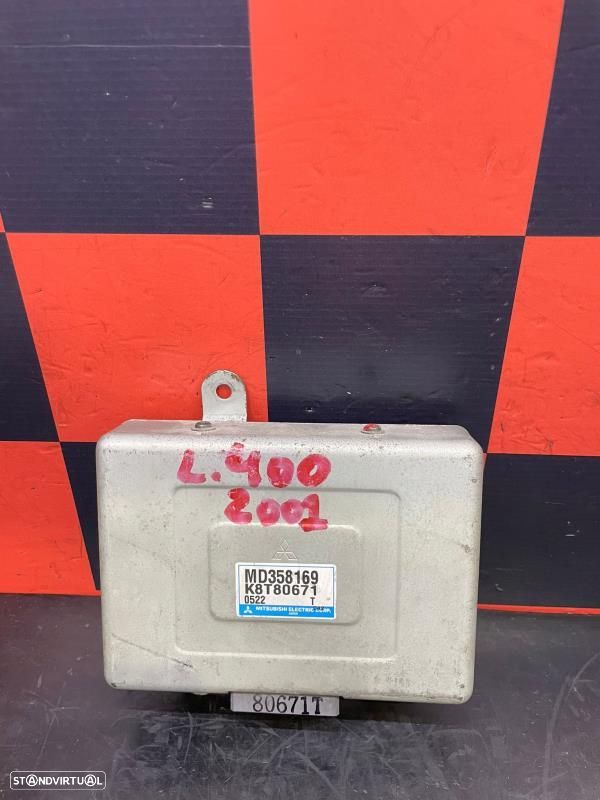 L.400
2001
MD358169
K8T80671
0522 T
MITSUBISHI ELECTRIC CORP.
80671T
STANDVIRTUAL